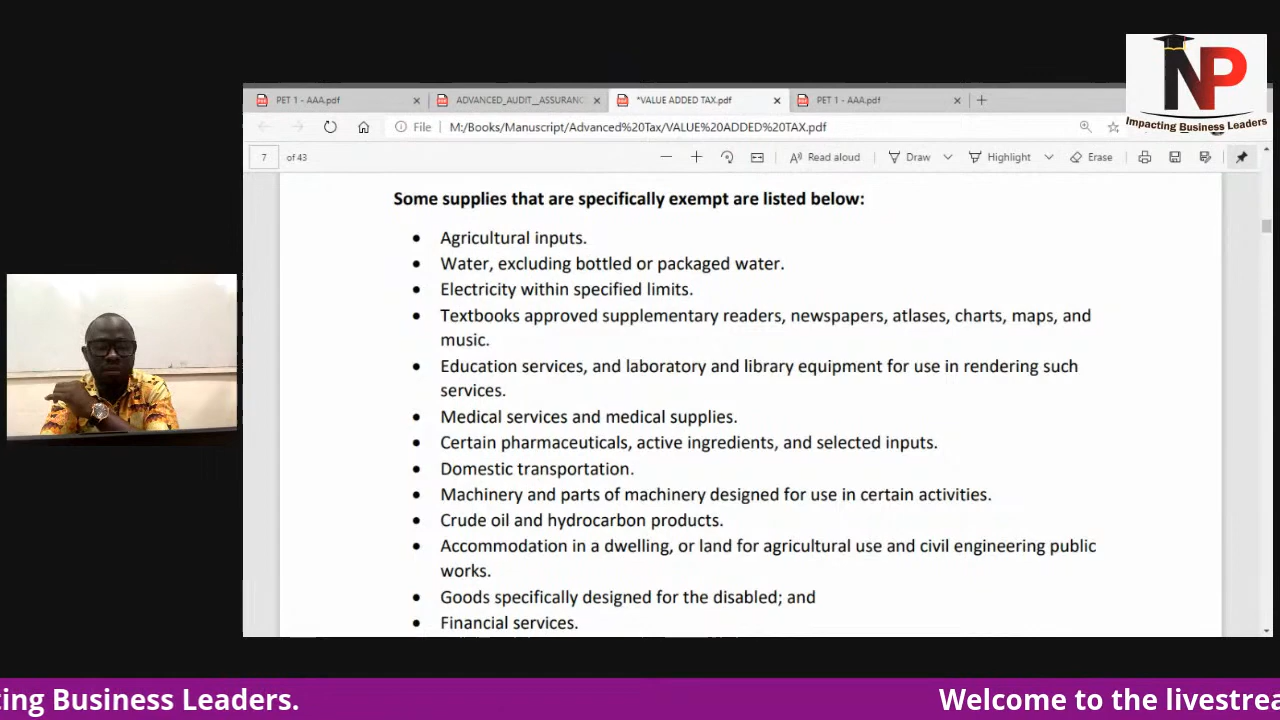 NP
Impacting Business Leaders
PET 1 - AAA.pdf
ADVANCED_AUDIT__ASSURANC
*VALUE ADDED TAX.pdf
PET 1 - AAA.pdf
File
M:/Books/Manuscript/Advanced%20Tax/VALUE%20ADDED%20TAX.pdf
7 of 43
Read aloud
Draw
Highlight
Erase
Some supplies that are specifically exempt are listed below:
• Agricultural inputs.
• Water, excluding bottled or packaged water.
• Electricity within specified limits.
• Textbooks approved supplementary readers, newspapers, atlases, charts, maps, and
music.
• Education services, and laboratory and library equipment for use in rendering such
services.
• Medical services and medical supplies.
• Certain pharmaceuticals, active ingredients, and selected inputs.
• Domestic transportation.
• Machinery and parts of machinery designed for use in certain activities.
• Crude oil and hydrocarbon products.
• Accommodation in a dwelling, or land for agricultural use and civil engineering public
works.
• Goods specifically designed for the disabled; and
• Financial services.
ting Business Leaders.
Welcome to the livestrea